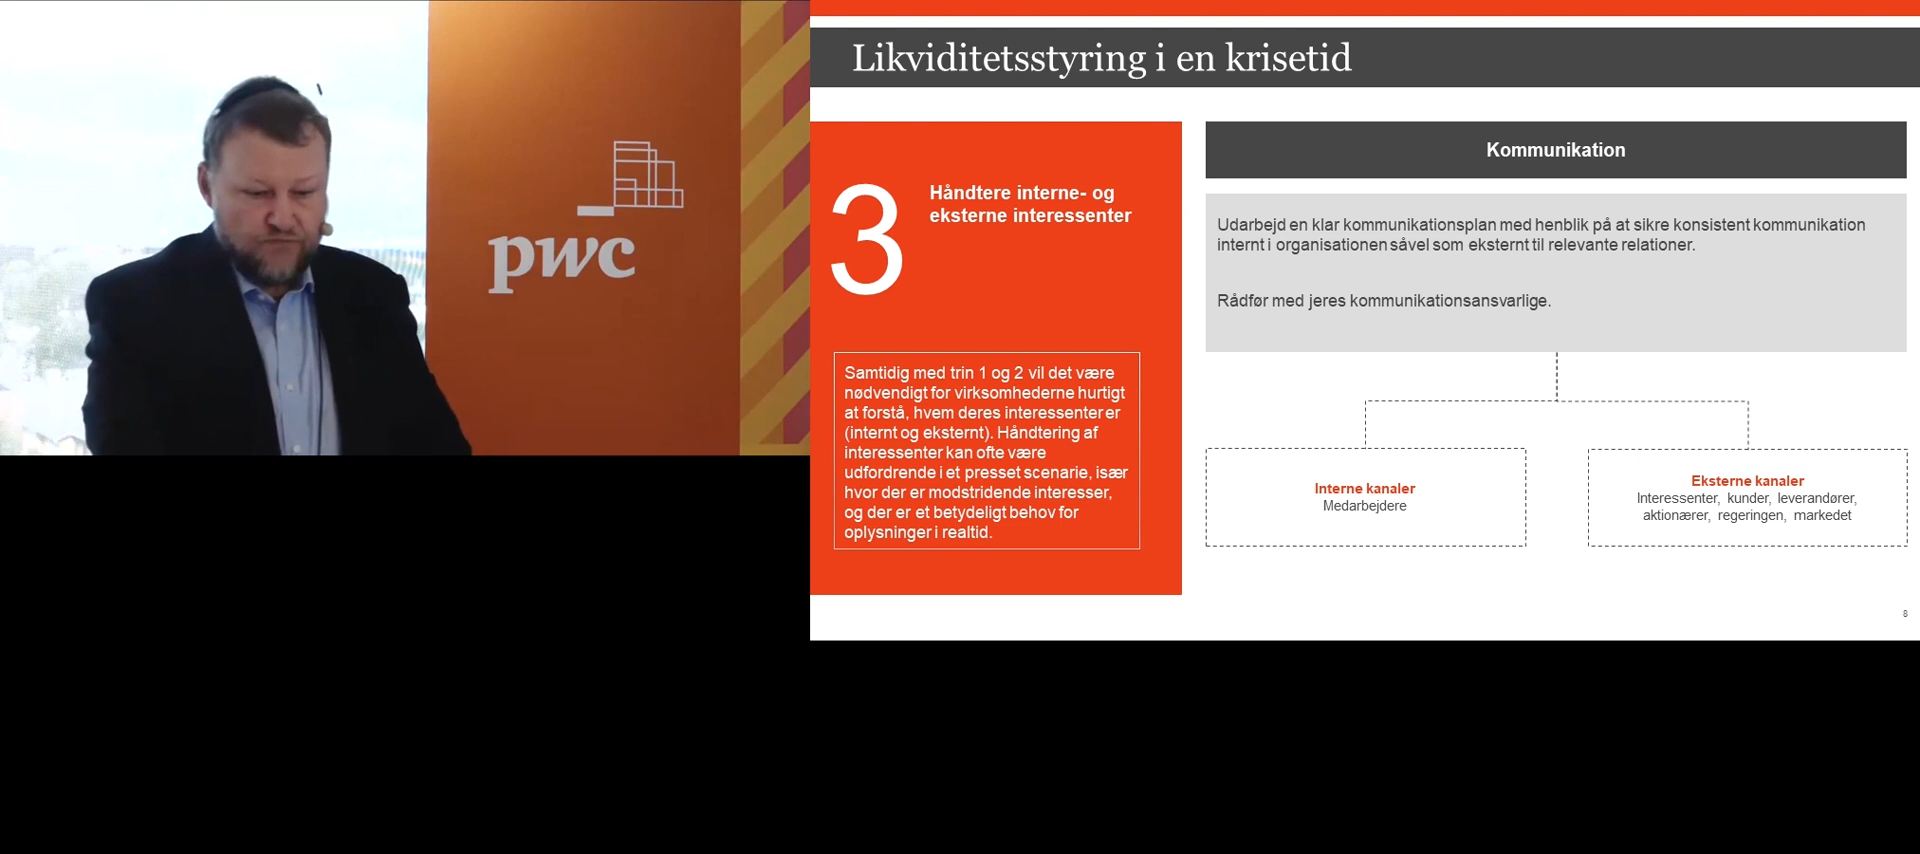 pwc
Likviditetsstyring i en krisetid
3
Håndtere interne- og
eksterne interessenter
Samtidig med trin 1 og 2 vil det være
nødvendigt for virksomhederne hurtigt
at forstå, hvem deres interessenter er
(internt og eksternt). Håndtering af
interessenter kan ofte være
udfordrende i et presset scenarie, især
hvor der er modstridende interesser,
og der er et betydeligt behov for
oplysninger i realtid.
Kommunikation
Udarbejd en klar kommunikationsplan med henblik på at sikre konsistent kommunikation
internt i organisationen såvel som eksternt til relevante relationer.
Rådfør med jeres kommunikationsansvarlige.
Interne kanaler
Medarbejdere
Eksterne kanaler
Interessenter, kunder, leverandører,
aktionærer, regeringen, markedet
8